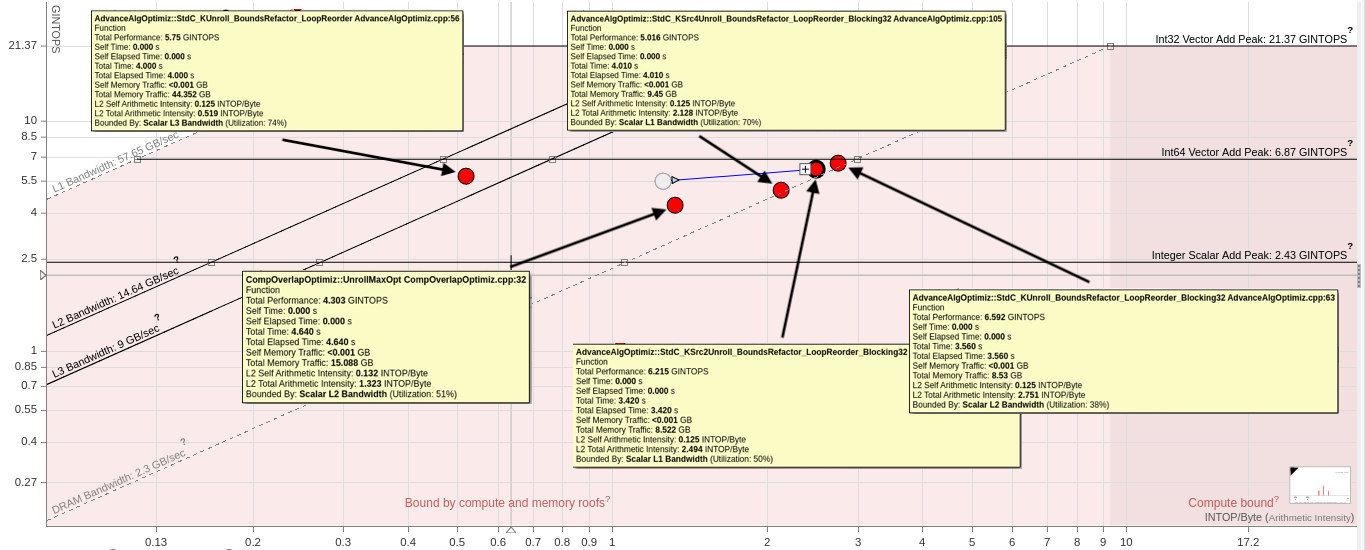 GINTOPS
21.37
10
8.5
7
5.5
4
2.5
1
0.85
0.7
0.55
0.4
0.27
AdvanceAlgOptimiz::StdC_KUnroll_BoundsRefactor_LoopReorder AdvanceAlgOptimiz.cpp:56
Function
Total Performance: 5.75 GINTOPS
Self Time: 0.000 s
Self Elapsed Time: 0.000 s
Total Time: 4.000 s
Total Elapsed Time: 4.000 s
Self Memory Traffic: <0.001 GB
Total Memory Traffic: 44.352 GB
L2 Self Arithmetic Intensity: 0.125 INTOP/Byte
L2 Total Arithmetic Intensity: 0.519 INTOP/Byte
Bounded By: Scalar L3 Bandwidth (Utilization: 74%)
AdvanceAlgOptimiz::StdC_KSrc4Unroll_BoundsRefactor_LoopReorder_Blocking32 AdvanceAlgOptimiz.cpp:105
Function
Total Performance: 5.016 GINTOPS
Self Time: 0.000 s
Self Elapsed Time: 0.000 s
Total Time: 4.010 s
Total Elapsed Time: 4.010 s
Self Memory Traffic: <0.001 GB
Total Memory Traffic: 9.45 GB
L2 Self Arithmetic Intensity: 0.125 INTOP/Byte
L2 Total Arithmetic Intensity: 2.128 INTOP/Byte
Bounded By: Scalar L1 Bandwidth (Utilization: 70%)
?
Int32 Vector Add Peak: 21.37 GINTOPS
?
Int64 Vector Add Peak: 6.87 GINTOPS
?
Integer Scalar Add Peak: 2.43 GINTOPS
L1 Bandwidth: 57.65 GB/sec
?
L2 Bandwidth: 14.64 GB/sec
?
L3 Bandwidth: 9 GB/sec
?
DRAM Bandwidth: 2.3 GB/sec
CompOverlapOptimiz::UnrollMaxOpt CompOverlapOptimiz.cpp:32
Function
Total Performance: 4.303 GINTOPS
Self Time: 0.000 s
Self Elapsed Time: 0.000 s
Total Time: 4.640 s
Total Elapsed Time: 4.640 s
Self Memory Traffic: <0.001 GB
Total Memory Traffic: 15.088 GB
L2 Self Arithmetic Intensity: 0.132 INTOP/Byte
L2 Total Arithmetic Intensity: 1.323 INTOP/Byte
Bounded By: Scalar L2 Bandwidth (Utilization: 51%)
AdvanceAlgOptimiz::StdC_KSrc2Unroll_BoundsRefactor_LoopReorder_Blocking32
Function
Total Performance: 6.215 GINTOPS
Self Time: 0.000 s
Self Elapsed Time: 0.000 s
Total Time: 3.420 s
Total Elapsed Time: 3.420 s
Self Memory Traffic: <0.001 GB
Total Memory Traffic: 8.522 GB
L2 Self Arithmetic Intensity: 0.125 INTOP/Byte
L2 Total Arithmetic Intensity: 2.494 INTOP/Byte
Bounded By: Scalar L1 Bandwidth (Utilization: 50%)
AdvanceAlgOptimiz::StdC_KUnroll_BoundsRefactor_LoopReorder_Blocking32 AdvanceAlgOptimiz.cpp:63
Function
Total Performance: 6.592 GINTOPS
Self Time: 0.000 s
Self Elapsed Time: 0.000 s
Total Time: 3.560 s
Total Elapsed Time: 3.560 s
Self Memory Traffic: <0.001 GB
Total Memory Traffic: 8.53 GB
L2 Self Arithmetic Intensity: 0.125 INTOP/Byte
L2 Total Arithmetic Intensity: 2.751 INTOP/Byte
Bounded By: Scalar L2 Bandwidth (Utilization: 38%)
Bound by compute and memory roofs?
Compute bound?
INTOP/Byte (Arithmetic Intensity)
0.13 0.2 0.3 0.4 0.5 0.6 0.7 0.8 0.9 1 2 3 4 5 6 7 8 9 10 17.2